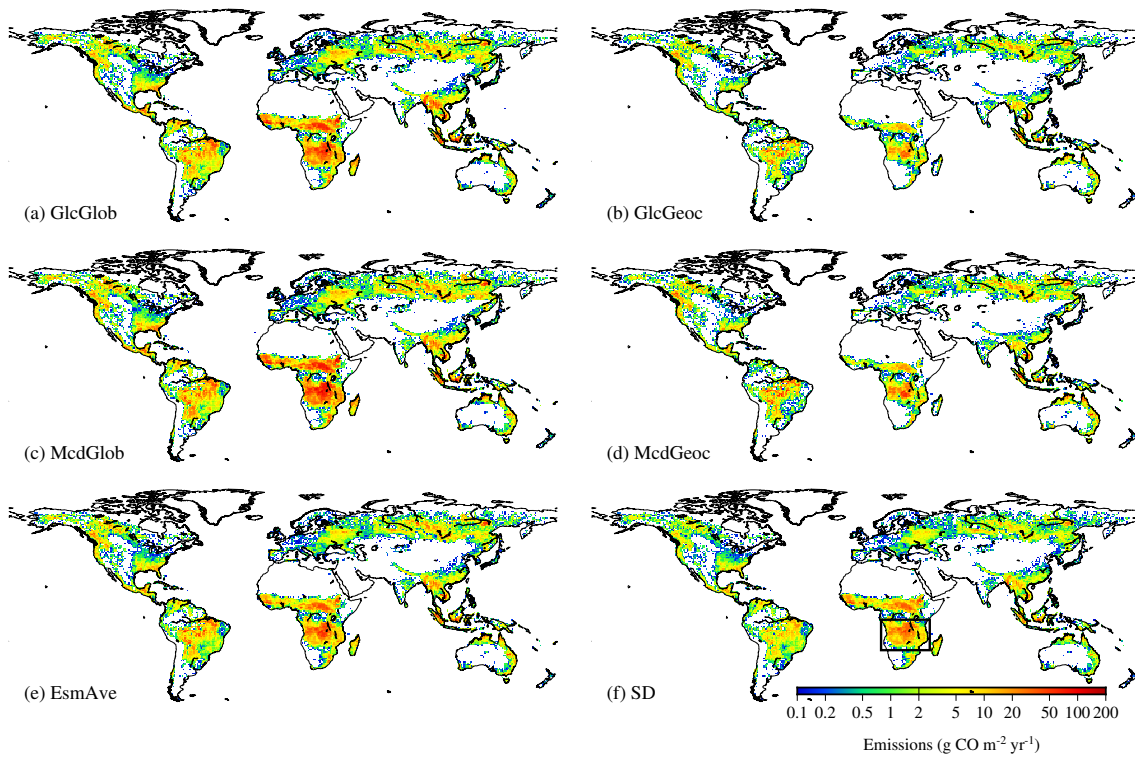 (a) GlcGlob
(b) GlcGeoc
(c) McdGlob
(d) McdGeoc
(e) EsmAve
(f) SD
0.1 0.2 0.5 1 2 5 10 20 50 100 200
Emissions (g CO m⁻² yr⁻¹)